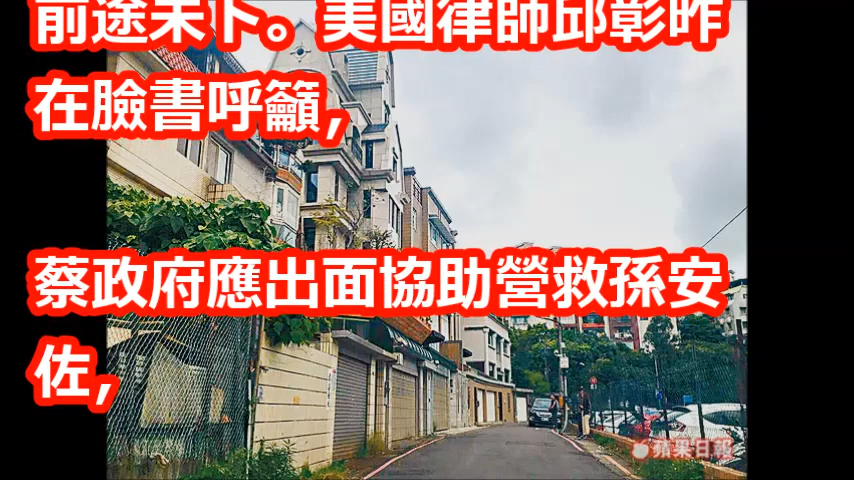 前途未卜。美國律師邱彰昨
在臉書呼籲，
蔡政府應出面協助營救孫安
佐，
蘋果日報